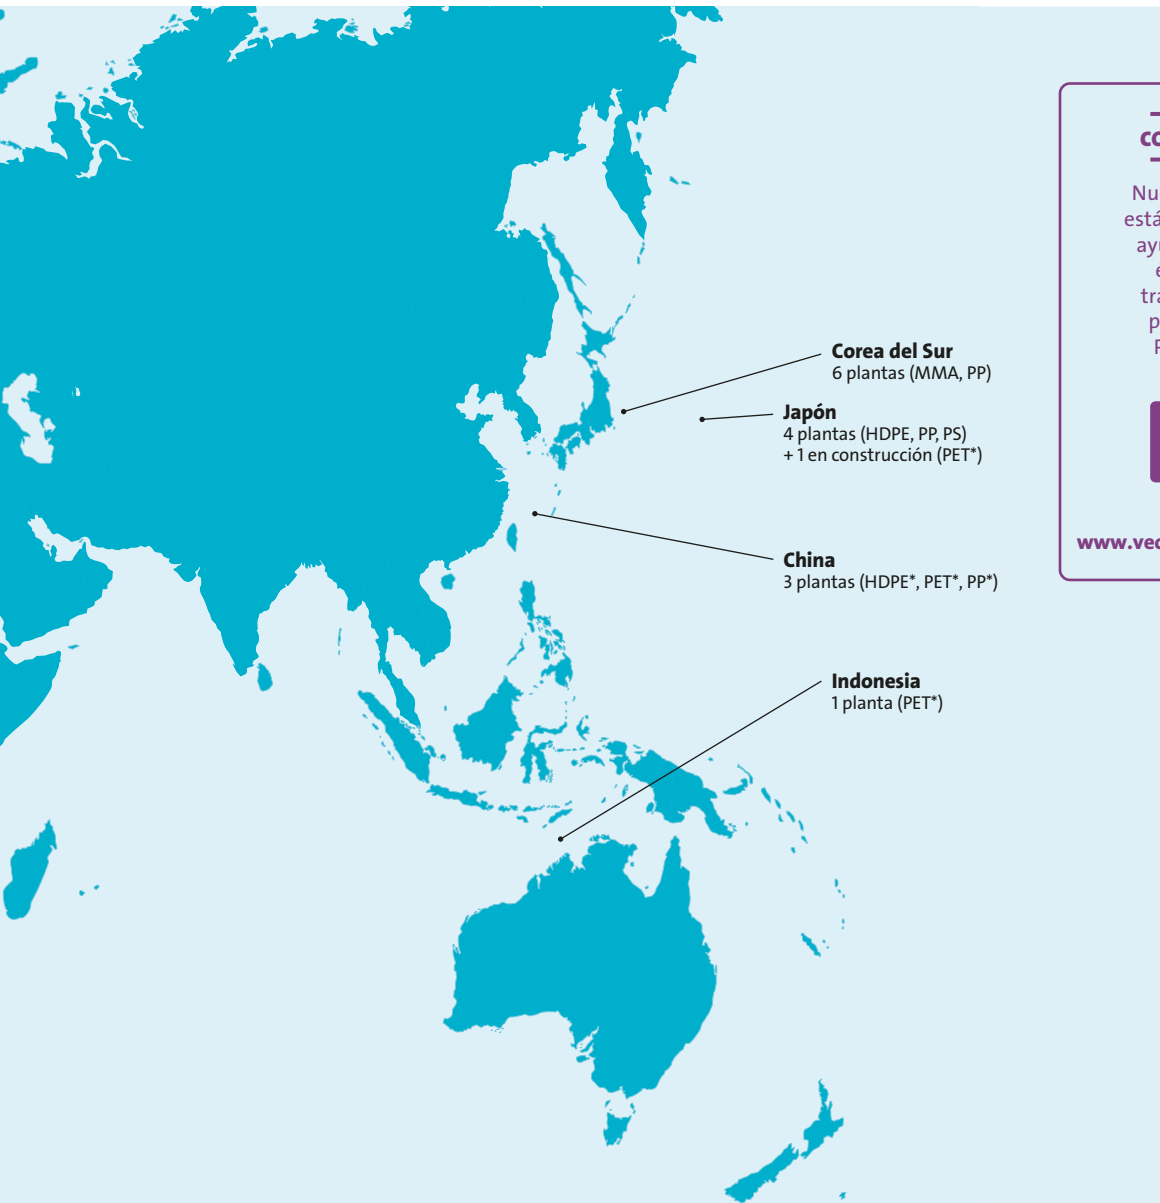 Corea del Sur
6 plantas (MMA, PP)
Japón
4 plantas (HDPE, PP, PS)
+ 1 en construcción (PET*)
China
3 plantas (HDPE*, PET*, PP*)
Indonesia
1 planta (PET*)